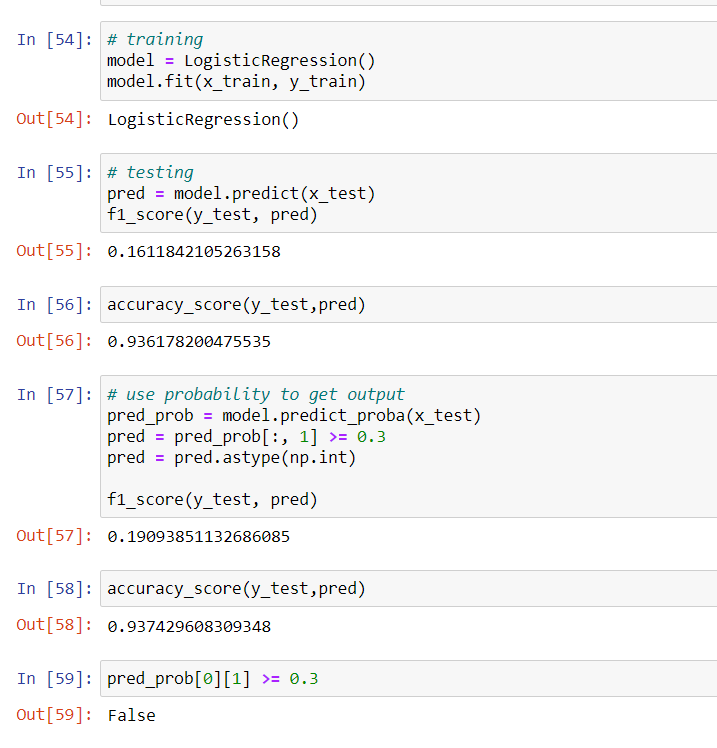 In [54]: # training
model = LogisticRegression()
model.fit(x_train, y_train)
Out[54]: LogisticRegression()
In [55]: # testing
pred = model.predict(x_test)
f1_score(y_test, pred)
Out[55]: 0.1611842105263158
In [56]: accuracy_score(y_test,pred)
Out[56]: 0.936178200475535
In [57]: # use probability to get output
pred_prob = model.predict_proba(x_test)
pred = pred_prob[:, 1] >= 0.3
pred = pred.astype(np.int)
f1_score(y_test, pred)
Out[57]: 0.19093851132686085
In [58]: accuracy_score(y_test,pred)
Out[58]: 0.937429608309348
In [59]: pred_prob[0][1] >= 0.3
Out[59]: False